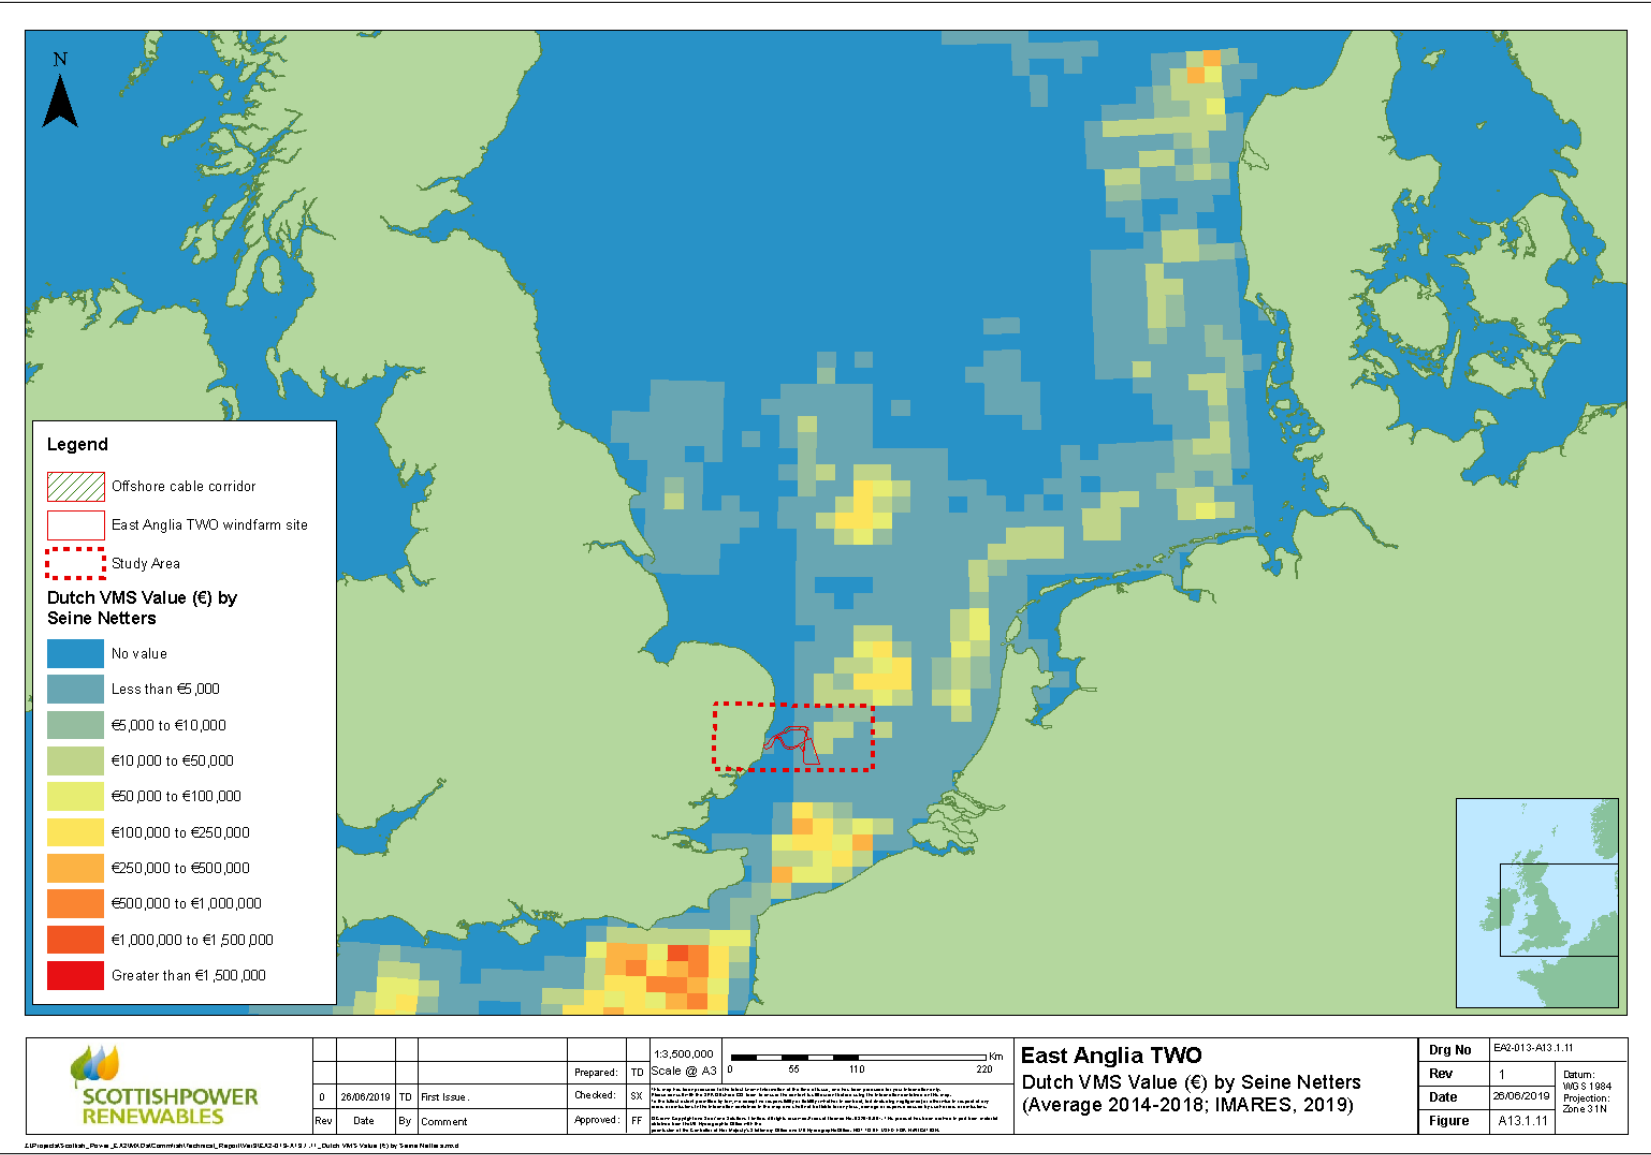 N
Legend
Offshore cable corridor
East Anglia TWO windfarm site
Study Area
Dutch VMS Value (€) by
Seine Netters
No value
Less than €5,000
€5,000 to €10,000
€10,000 to €50,000
€50,000 to €100,000
€100,000 to €250,000
€250,000 to €500,000
€500,000 to €1,000,000
€1,000,000 to €1,500,000
Greater than €1,500,000
SCOTTISHPOWER
RENEWABLES
0 26/06/2019 TD First Issue.
Rev Date By Comment
Prepared: TD
Checked: SX
Approved: FF
1:3,500,000
Scale @ A3
0 55 110 220 Km
East Anglia TWO
Dutch VMS Value (€) by Seine Netters
(Average 2014-2018; IMARES, 2019)
Drg No EA2-013-A13.1.11
Rev 1
Date 26/06/2019
Figure A13.1.11
Datum:
WGS 1984
Projection:
Zone 31N